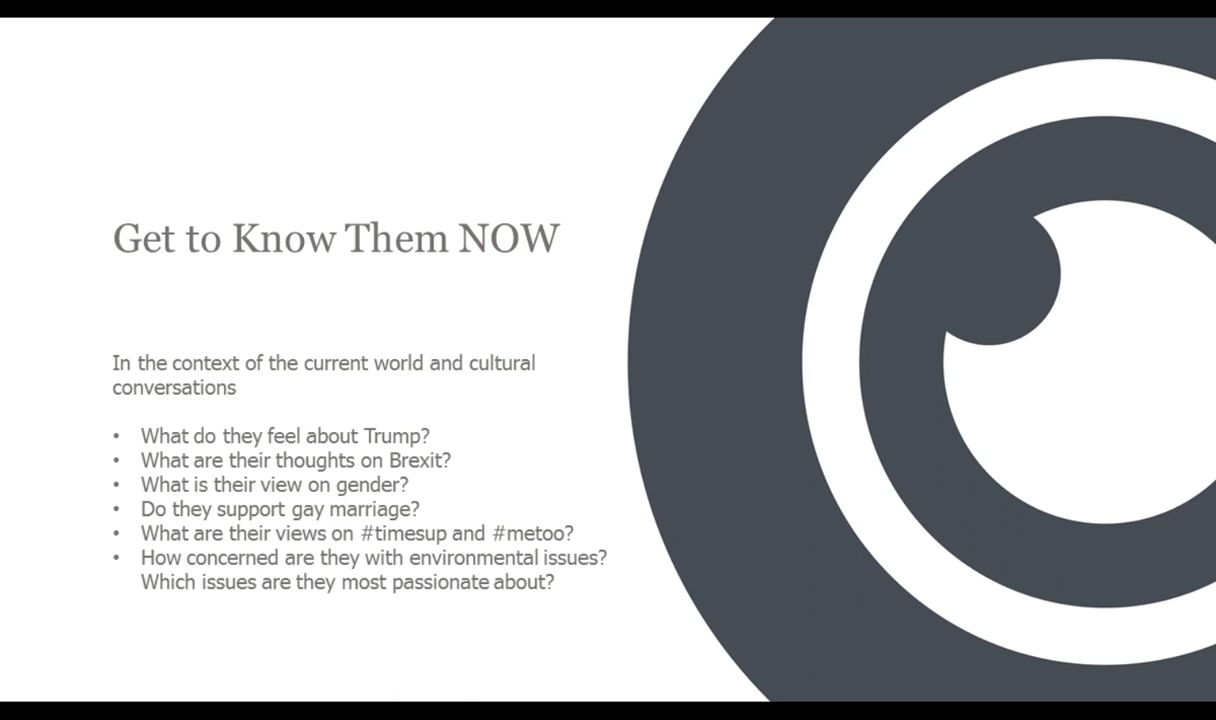 Get to Know Them NOW
In the context of the current world and cultural
conversations
• What do they feel about Trump?
• What are their thoughts on Brexit?
• What is their view on gender?
• Do they support gay marriage?
• What are their views on #timesup and #metoo?
• How concerned are they with environmental issues?
Which issues are they most passionate about?